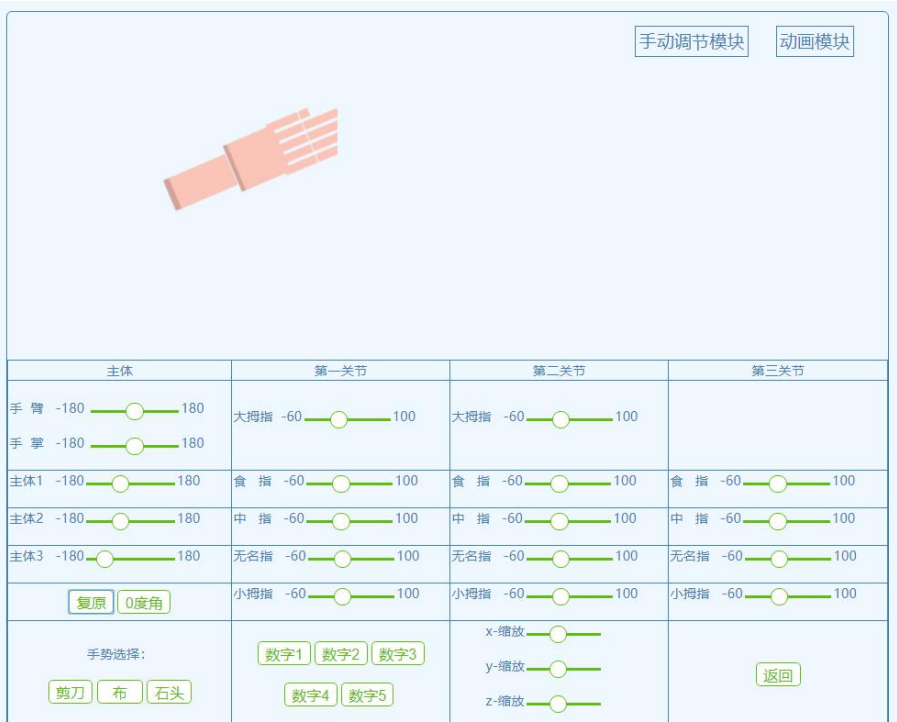 手动调节模块 动画模块
主体 第一关节 第二关节 第三关节
手 臂 -180 180
手 掌 -180 180
大拇指 -60 100 大拇指 -60 100
主体1 -180 180 食 指 -60 100 食 指 -60 100 食 指 -60 100
主体2 -180 180 中 指 -60 100 中 指 -60 100 中 指 -60 100
主体3 -180 180 无名指 -60 100 无名指 -60 100 无名指 -60 100
复原 0度角 小拇指 -60 100 小拇指 -60 100 小拇指 -60 100
手势选择:
剪刀 布 石头
数字1 数字2 数字3
数字4 数字5
x-缩放
y-缩放
z-缩放
返回